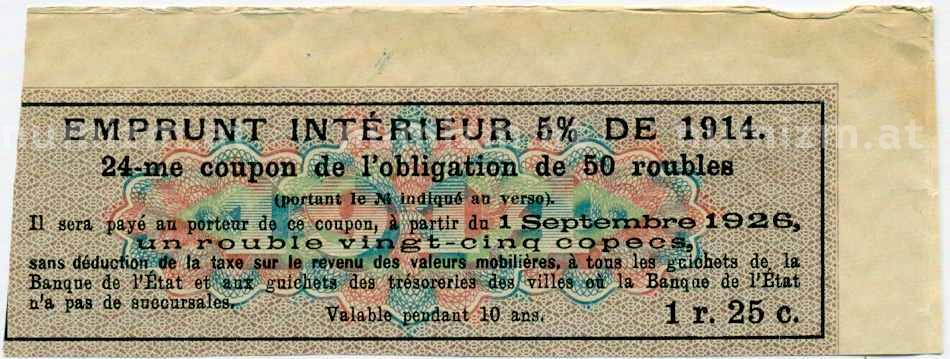 EMPRUNT INTÉRIEUR 5% DE 1914.
24-me coupon de l'obligation de 50 roubles
(portant le № indiqué au verso).
Il sera payé au porteur de ce coupon, à partir du 1 Septembre 1926,
un rouble vingt-cinq copecs,
sans déduction de la taxe sur le revenu des valeurs mobilières, à tous les guichets de la
Banque de l'État et aux guichets des trésoreries des villes où la Banque de l'État
n'a pas de succursales.
Valable pendant 10 ans.
1 r. 25 c.